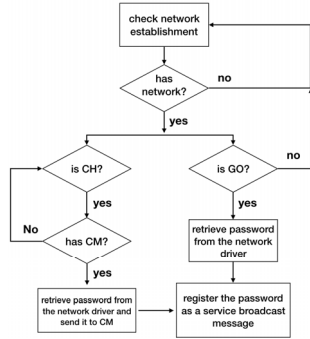 check network
establishment
has
network?
no
yes
is CH?
is GO?
no
yes
yes
No
has CM?
retrieve password
from the network
driver
yes
retrieve password from
the network driver and
send it to CM
register the password
as a service broadcast
message